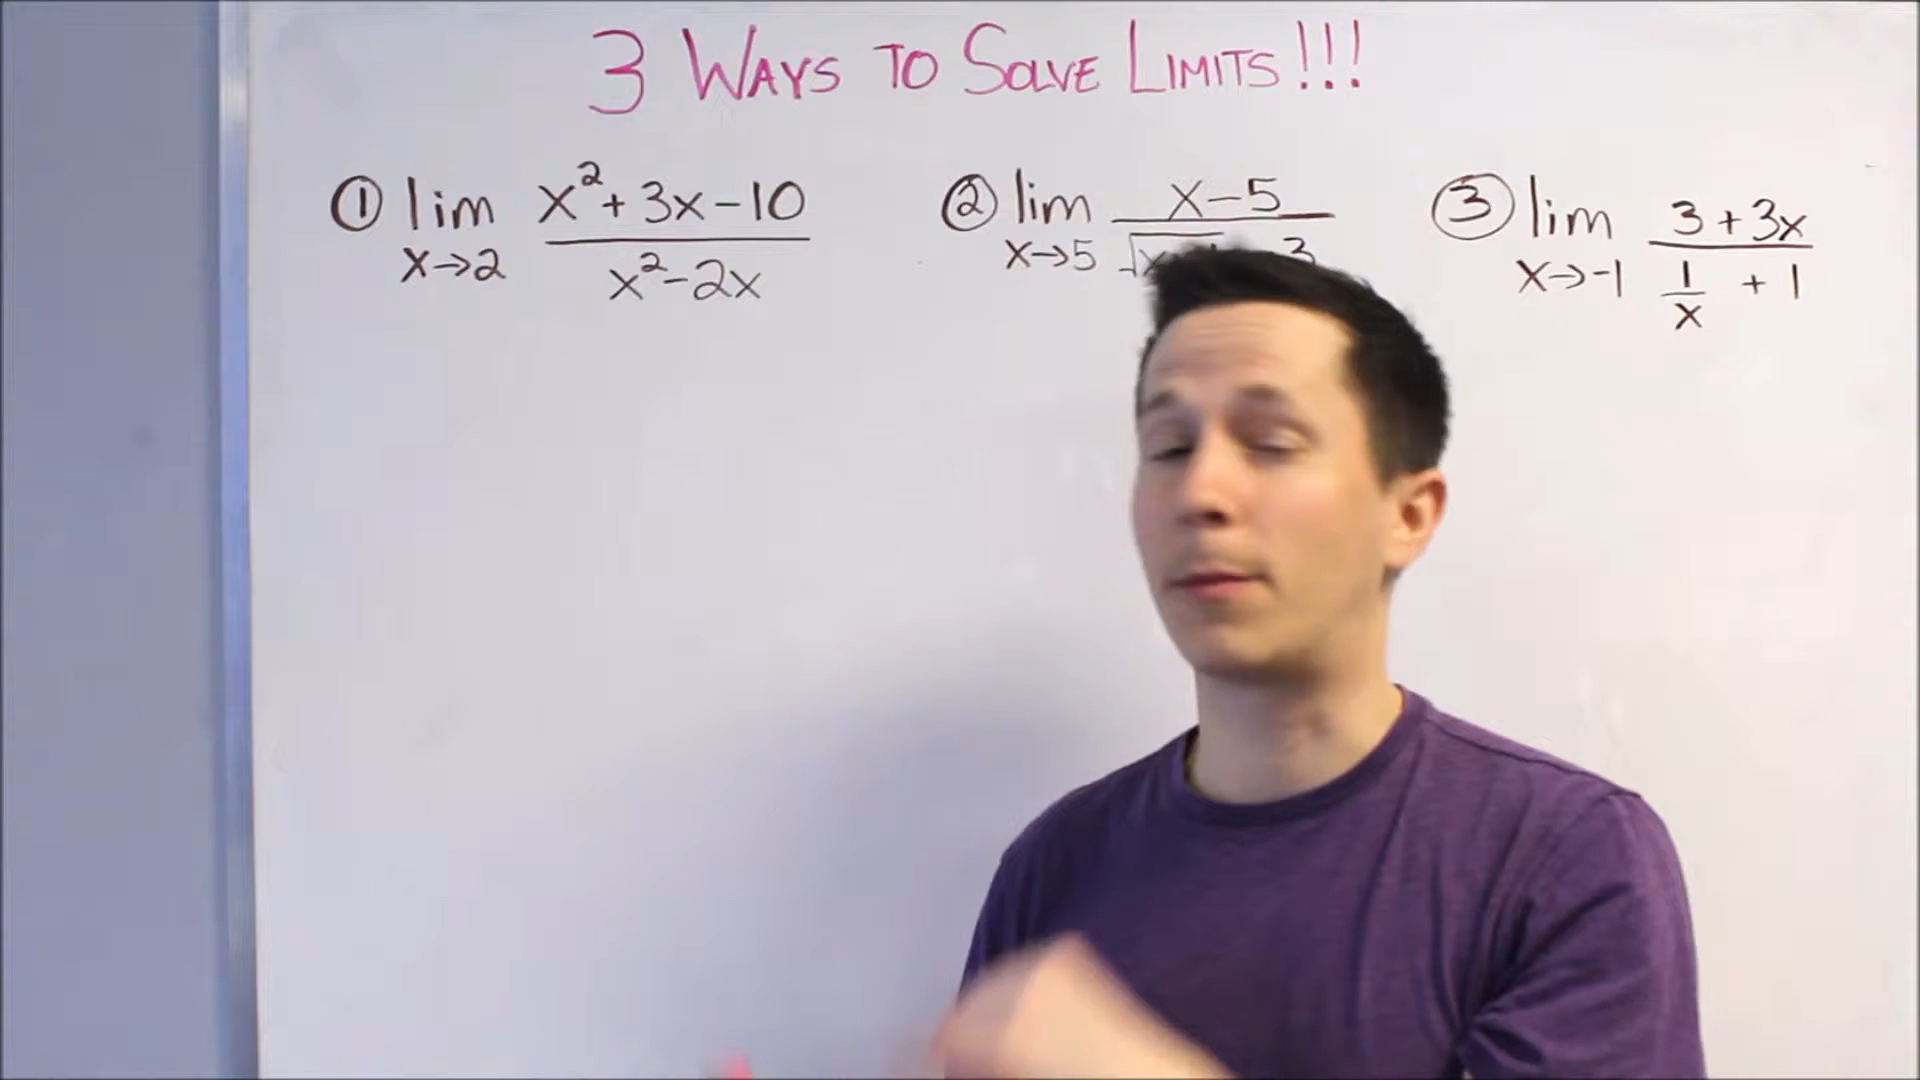 3 WAYS TO SOLVE LIMITS!!!
① lim x→2 (x²+3x-10)/(x²-2x)
② lim x→5 (x-5)/(√x 3)
③ lim x→-1 (3+3x)/(1/x + 1)